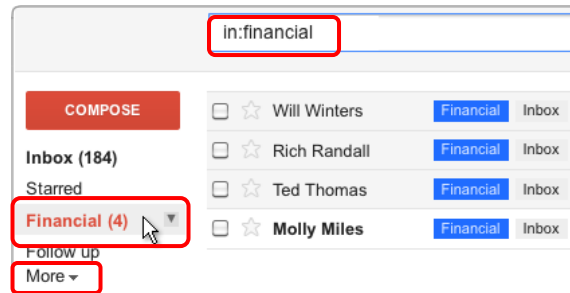 in:financial
COMPOSE
Inbox (184)
Starred
Financial (4)
Follow up
More
Will Winters Financial Inbox
Rich Randall Financial Inbox
Ted Thomas Financial Inbox
Molly Miles Financial Inbox